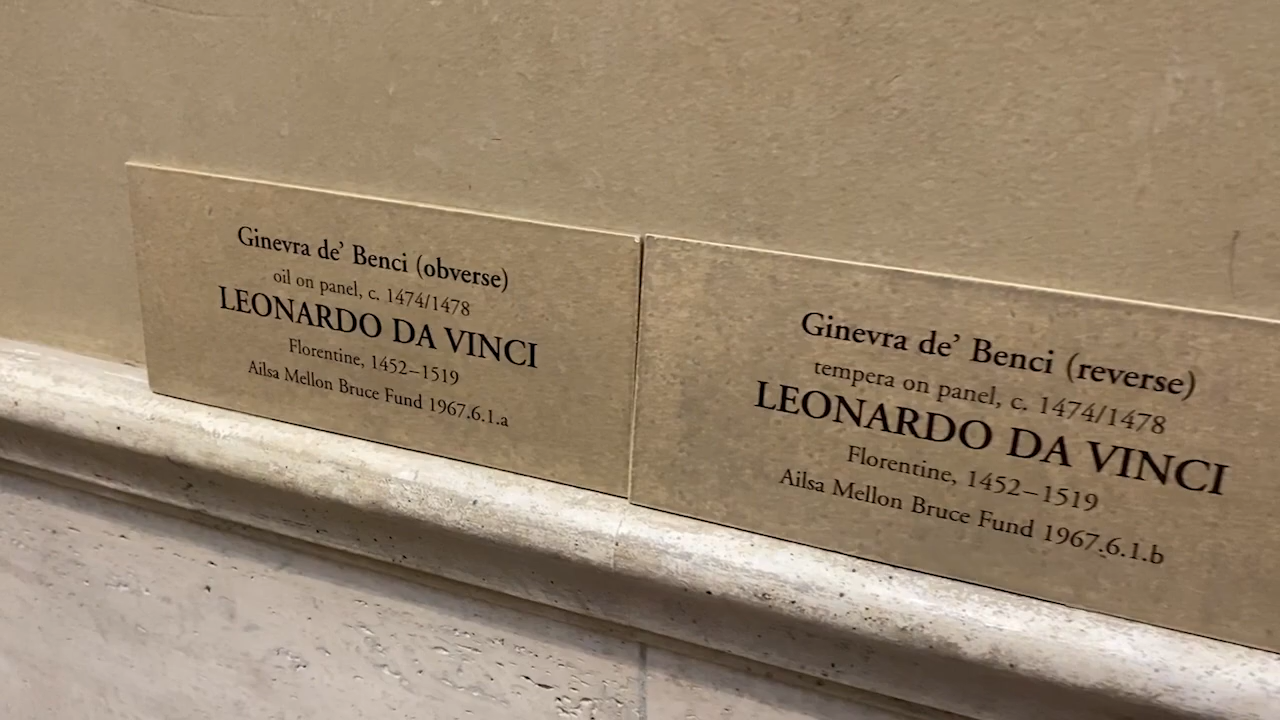 Ginevra de’ Benci (obverse)
oil on panel, c. 1474/1478
LEONARDO DA VINCI
Florentine, 1452–1519
Ailsa Mellon Bruce Fund 1967.6.1.a
Ginevra de’ Benci (reverse)
tempera on panel, c. 1474/1478
LEONARDO DA VINCI
Florentine, 1452–1519
Ailsa Mellon Bruce Fund 1967.6.1.b